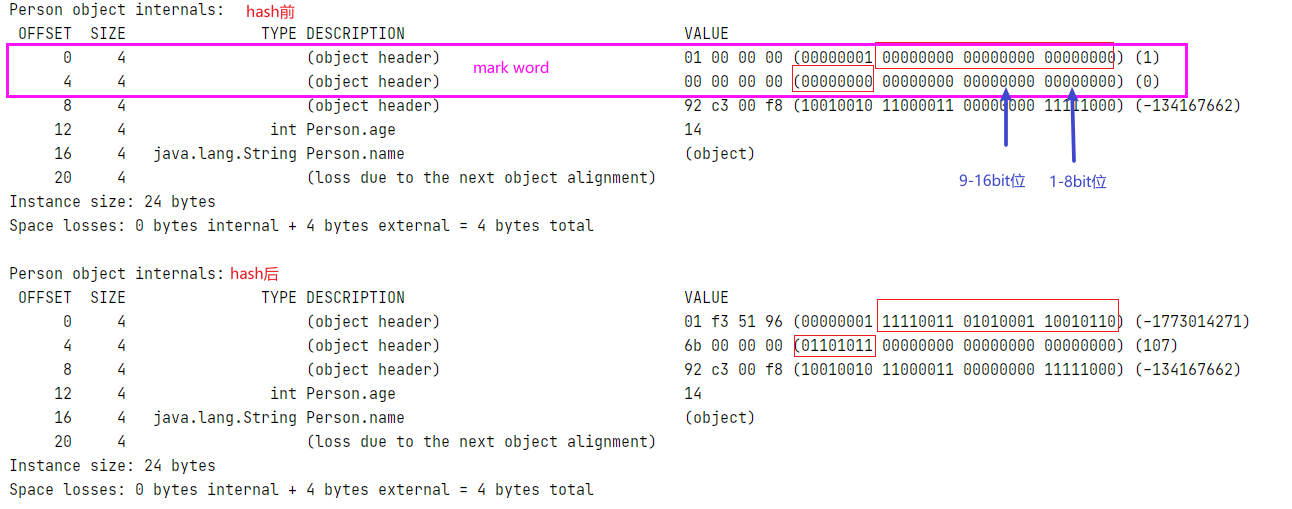 Person object internals: hash前
OFFSET SIZE TYPE DESCRIPTION VALUE
0 4 (object header) 01 00 00 00 (00000001 00000000 00000000 00000000) (1)
mark word
4 4 (object header) 00 00 00 00 (00000000 00000000 00000000 00000000) (0)
8 4 (object header) 92 c3 00 f8 (10010010 11000011 00000000 11111000) (-134167662)
12 4 int Person.age 14
16 4 java.lang.String Person.name (object)
20 4 (loss due to the next object alignment)
9-16bit位 1-8bit位
Instance size: 24 bytes
Space losses: 0 bytes internal + 4 bytes external = 4 bytes total
Person object internals: hash后
OFFSET SIZE TYPE DESCRIPTION VALUE
0 4 (object header) 01 f3 51 96 (00000001 11110011 01010001 10010110) (-1773014271)
4 4 (object header) 6b 00 00 00 (01101011 00000000 00000000 00000000) (107)
8 4 (object header) 92 c3 00 f8 (10010010 11000011 00000000 11111000) (-134167662)
12 4 int Person.age 14
16 4 java.lang.String Person.name (object)
20 4 (loss due to the next object alignment)
Instance size: 24 bytes
Space losses: 0 bytes internal + 4 bytes external = 4 bytes total